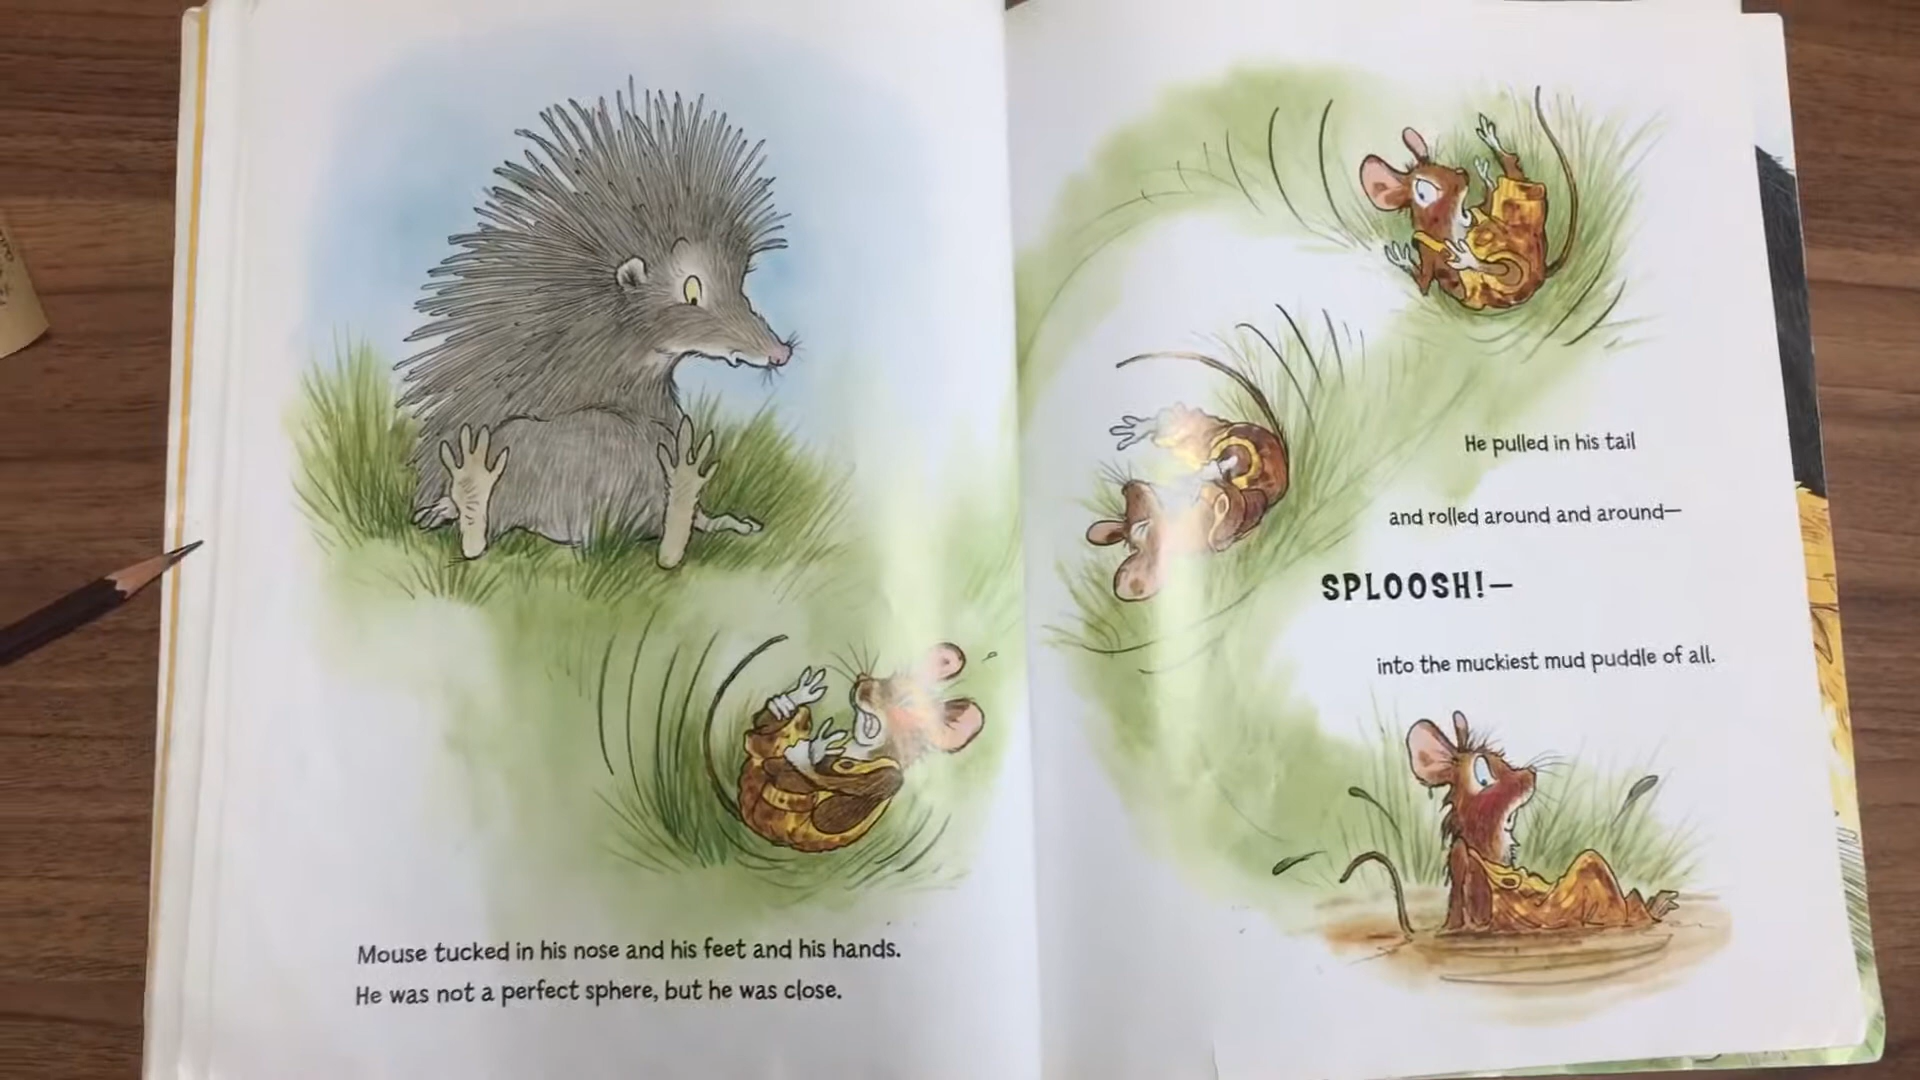 Mouse tucked in his nose and his feet and his hands.
He was not a perfect sphere, but he was close.
He pulled in his tail
and rolled around and around—
SPLOOSH!—
into the muckiest mud puddle of all.